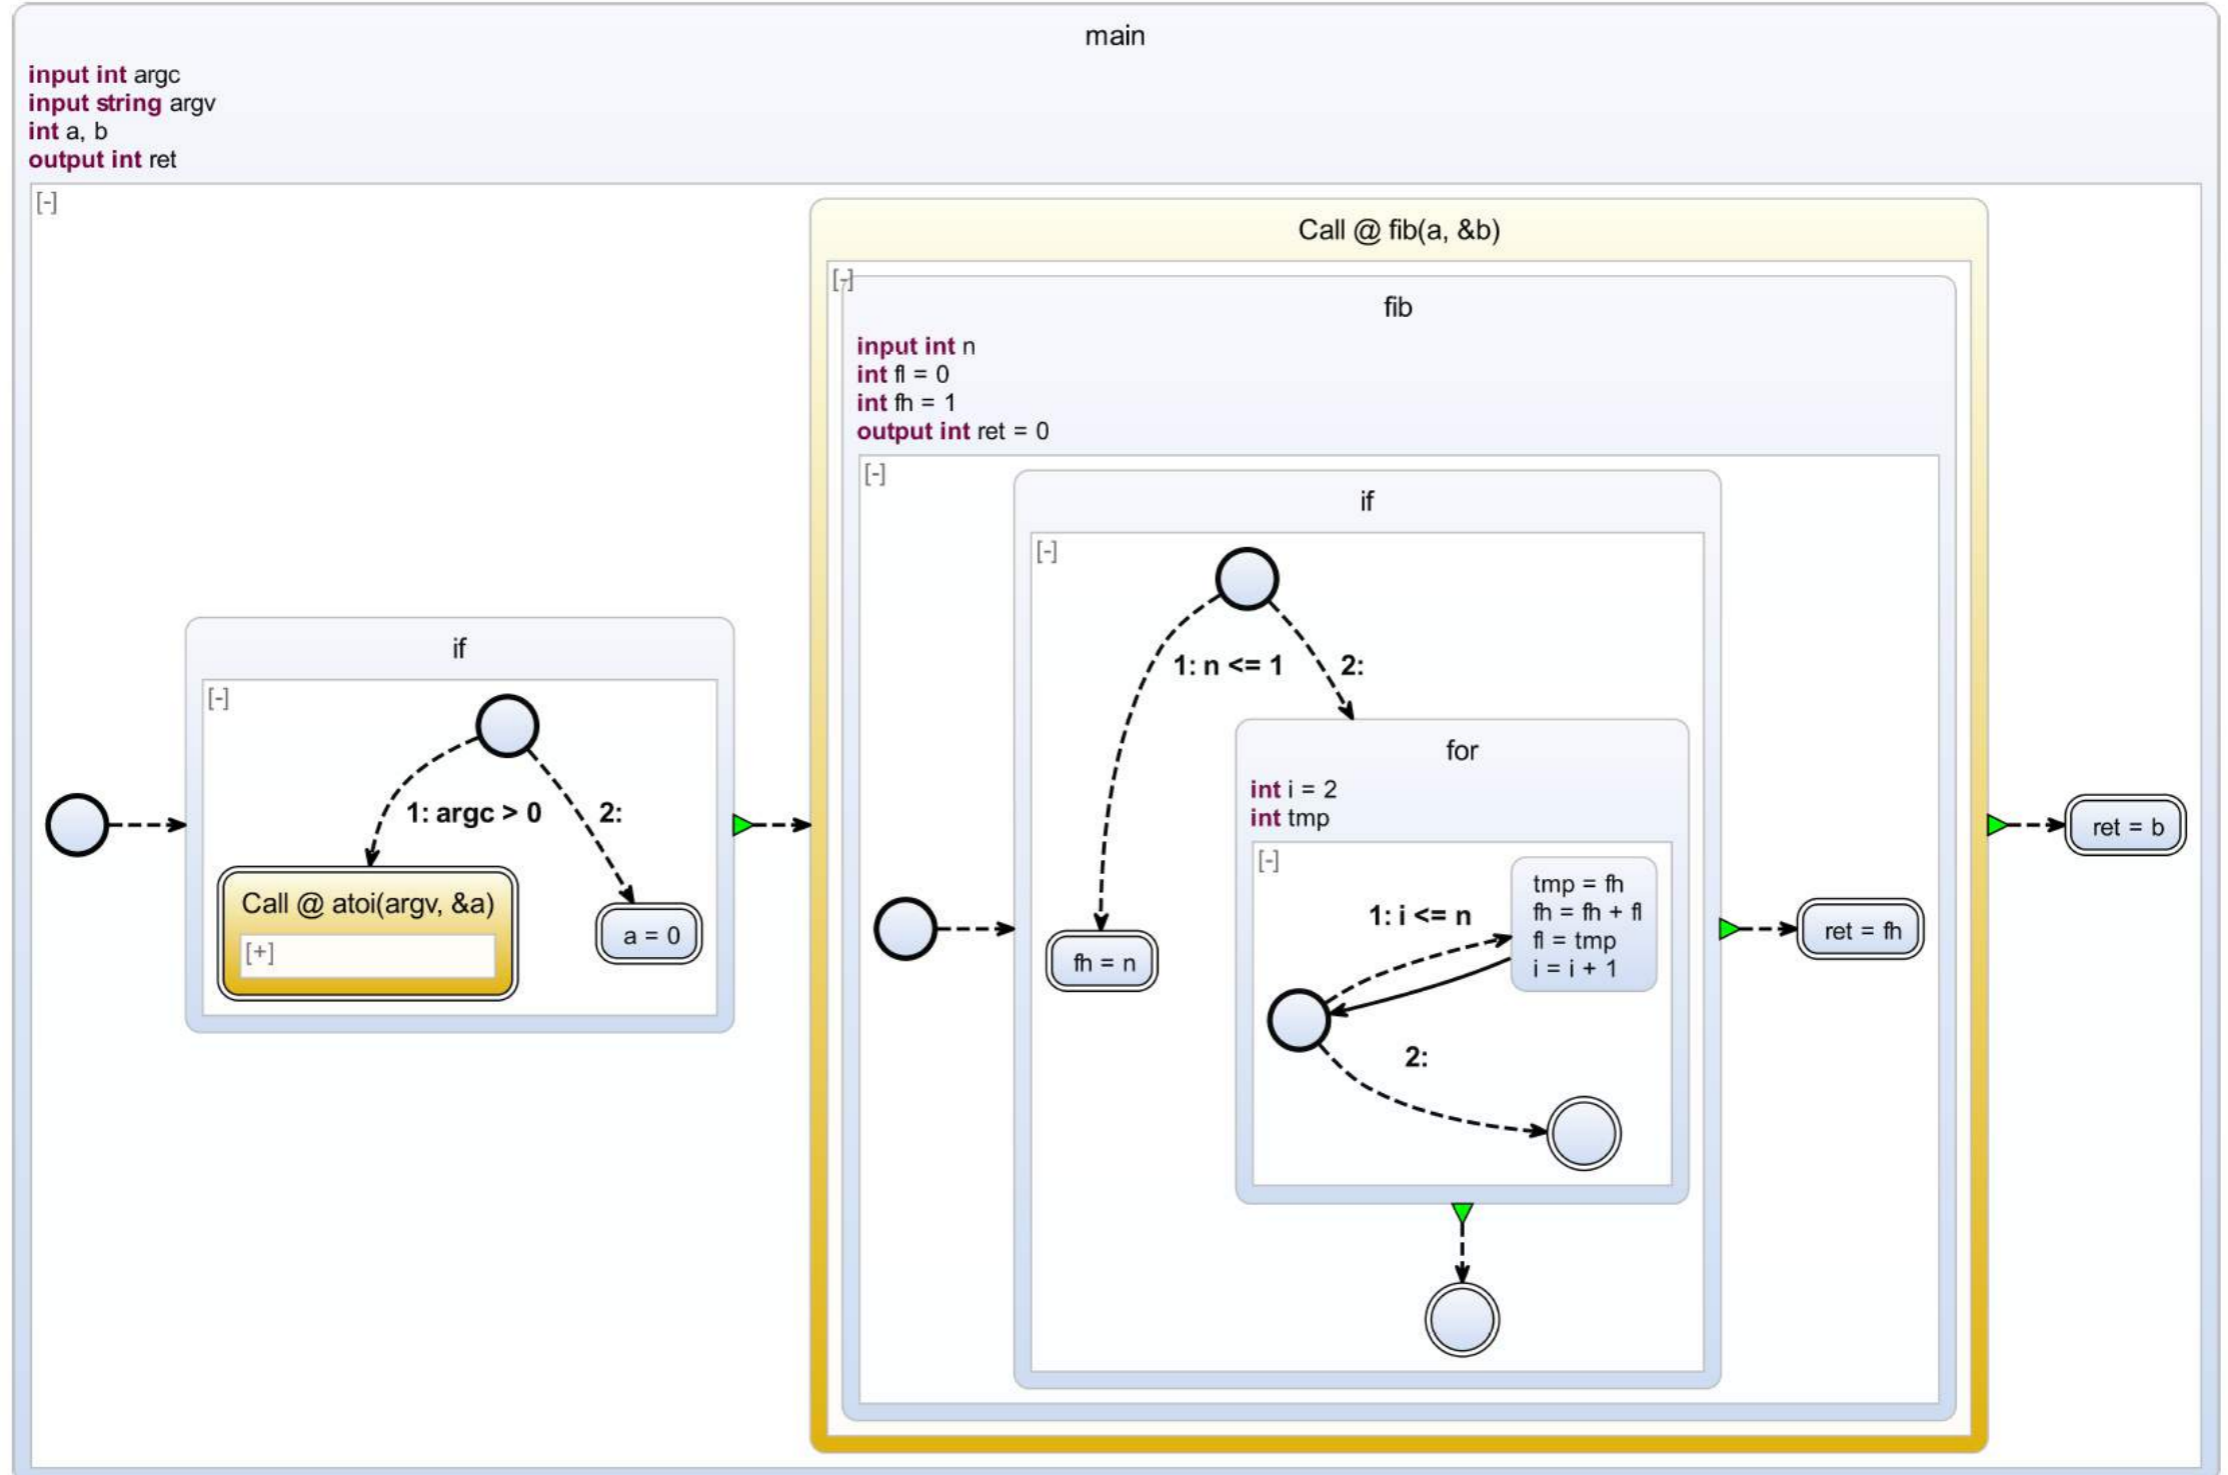 main
input int argc
input string argv
int a, b
output int ret
[-]
Call @ fib(a, &b)
[-]
fib
input int n
int fl = 0
int fh = 1
output int ret = 0
[-]
if
[-]
1: n <= 1
2:
if
[-]
1: argc > 0
2:
Call @ atoi(argv, &a)
[+]
a = 0
fh = n
for
int i = 2
int tmp
[-]
1: i <= n
tmp = fh
fh = fh + fl
fl = tmp
i = i + 1
2:
ret = fh
ret = b